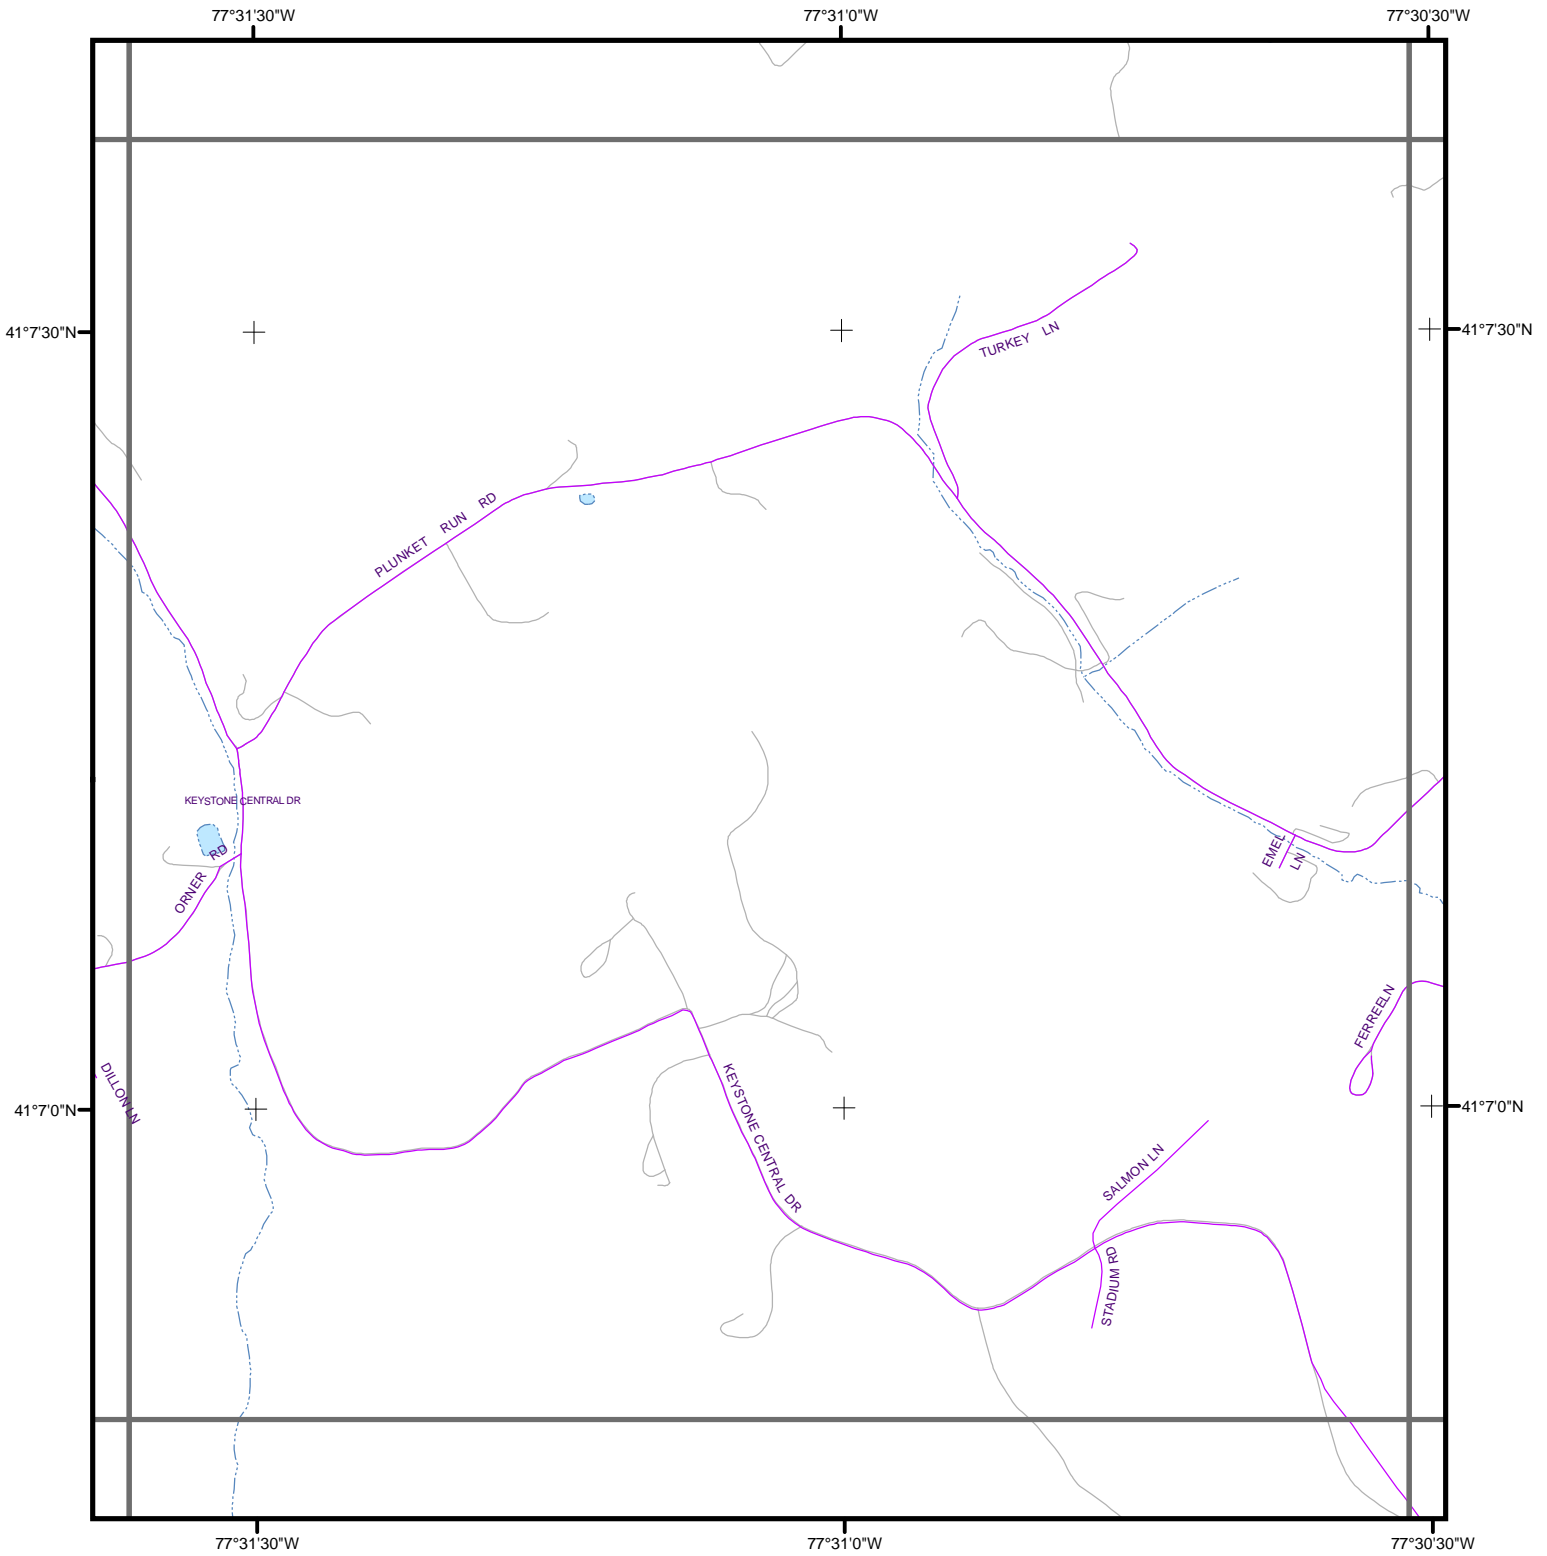 77°31'30"W 77°31'0"W 77°30'30"W
41°7'30"N 41°7'30"N
TURKEY LN
PLUNKET RUN RD
KEYSTONE CENTRAL DR
EMEL LN
ORNER RD
FERREE LN
DILLON LN
KEYSTONE CENTRAL DR
41°7'0"N 41°7'0"N
SALMON LN
STADIUM RD
77°31'30"W 77°31'0"W 77°30'30"W